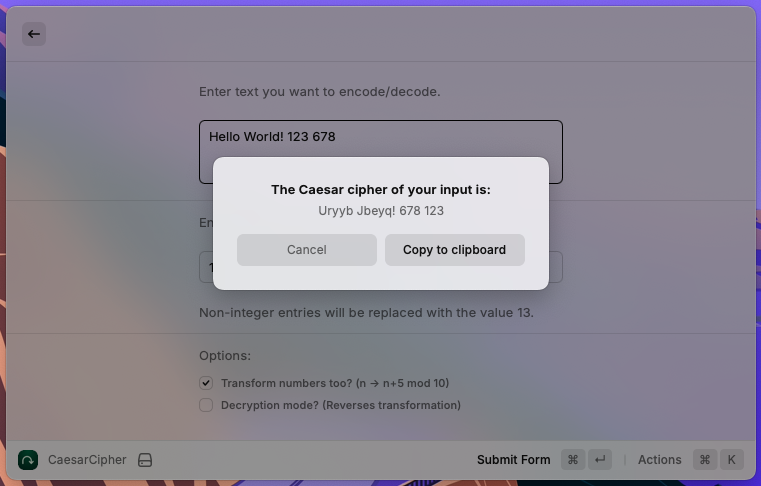 Enter text you want to encode/decode.
Hello World! 123 678
The Caesar cipher of your input is:
Uryyb Jbeyq! 678 123
Cancel
Copy to clipboard
Non-integer entries will be replaced with the value 13.
Options:
Transform numbers too? (n → n+5 mod 10)
Decryption mode? (Reverses transformation)
CaesarCipher Submit Form ⌘ ↵ | Actions ⌘ K